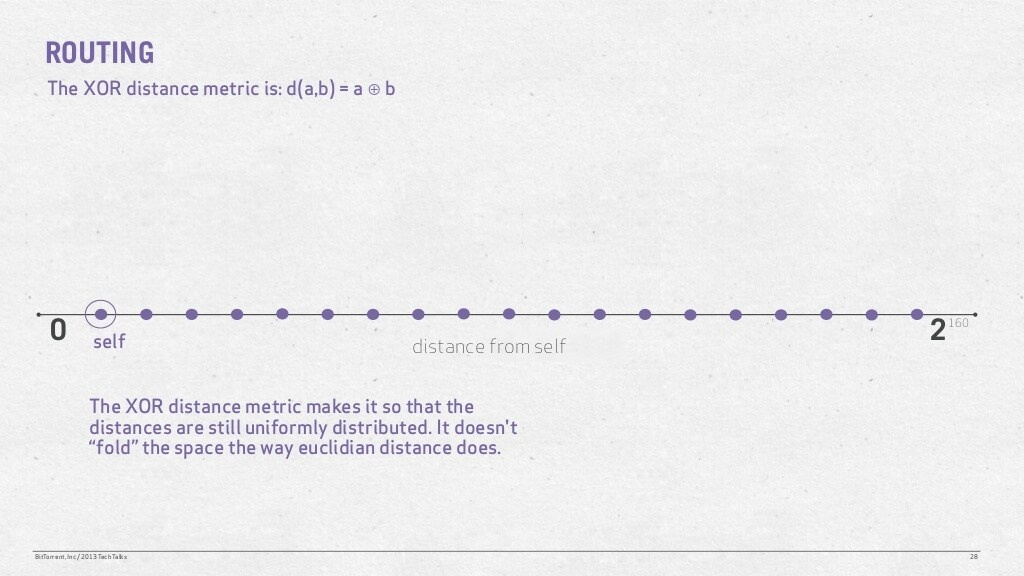 ROUTING
The XOR distance metric is: d(a,b) = a ⊕ b
0
2¹⁶⁰
self
distance from self
The XOR distance metric makes it so that the
distances are still uniformly distributed. It doesn't
“fold” the space the way euclidian distance does.
BitTorrent, Inc / 2013 Tech Talks
28